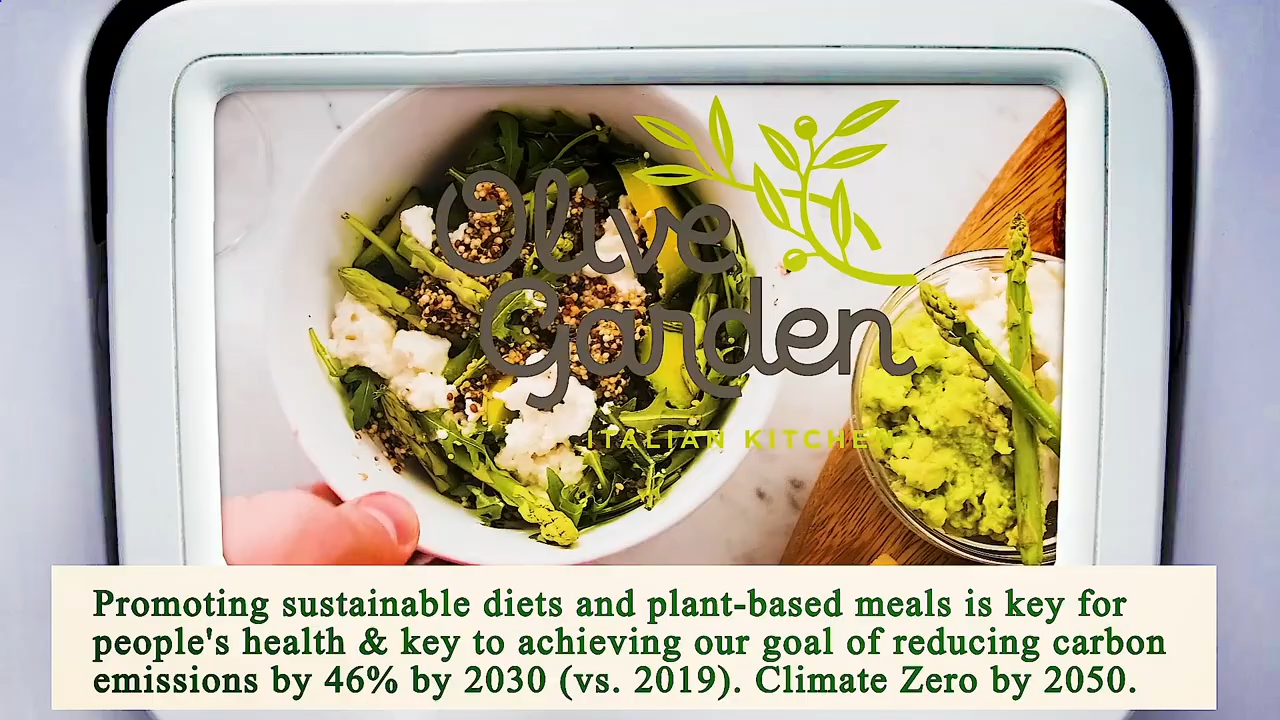 Olive
Garden
ITALIAN KITCHEN
Promoting sustainable diets and plant-based meals is key for
people's health & key to achieving our goal of reducing carbon
emissions by 46% by 2030 (vs. 2019). Climate Zero by 2050.